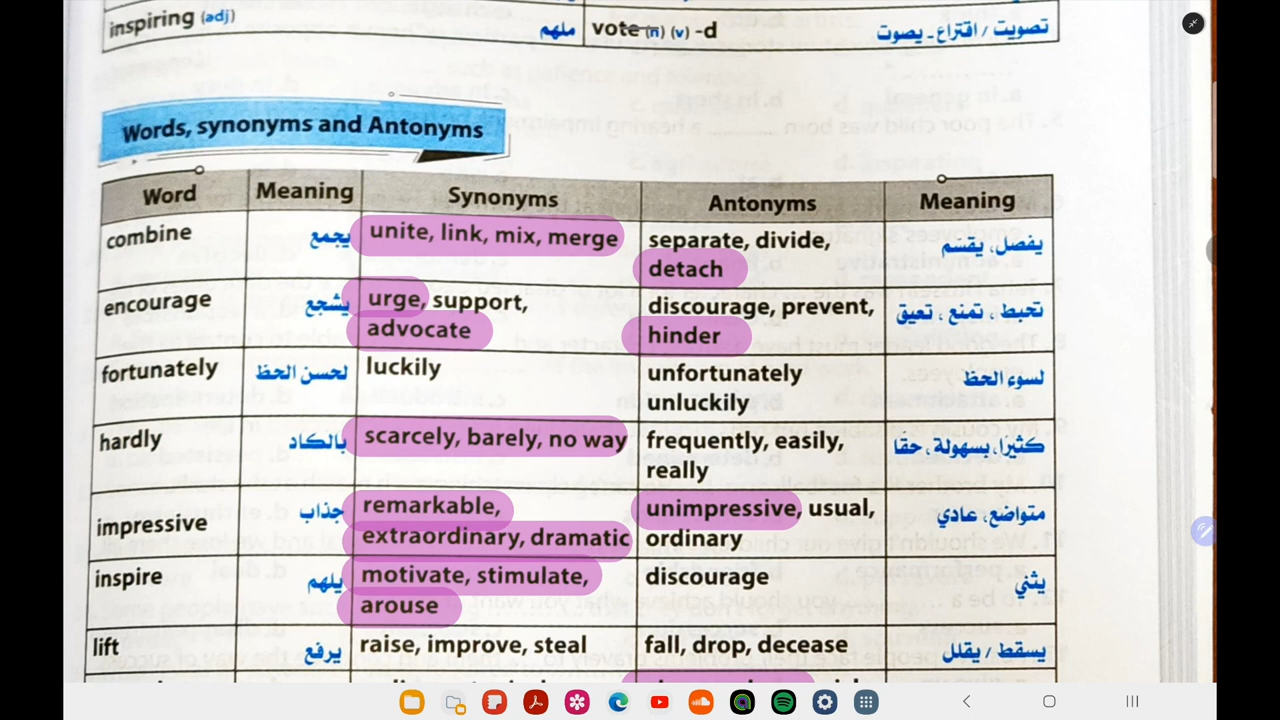 inspiring (adj) ملهم vote (n) (v) -d تصويت / اقتراع - يصوت
Words, synonyms and Antonyms
Word Meaning Synonyms Antonyms Meaning
combine يجمع unite, link, mix, merge separate, divide, يفصل، يقسم
detach
encourage يشجع urge, support, discourage, prevent, تحبط ، تمنع ، تعيق
advocate hinder
fortunately لحسن الحظ luckily unfortunately لسوء الحظ
unluckily
hardly بالكاد scarcely, barely, no way frequently, easily, كثيرًا، بسهولة، حقا
really
impressive جذاب remarkable, unimpressive, usual, متواضع، عادي
extraordinary, dramatic ordinary
inspire يلهم motivate, stimulate, discourage يثني
arouse
lift يرفع raise, improve, steal fall, drop, decease يسقط / يقلل